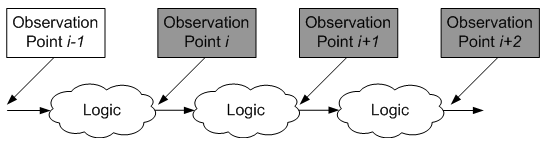 Observation
Point i-1
Observation
Point i
Observation
Point i+1
Observation
Point i+2
Logic
Logic
Logic